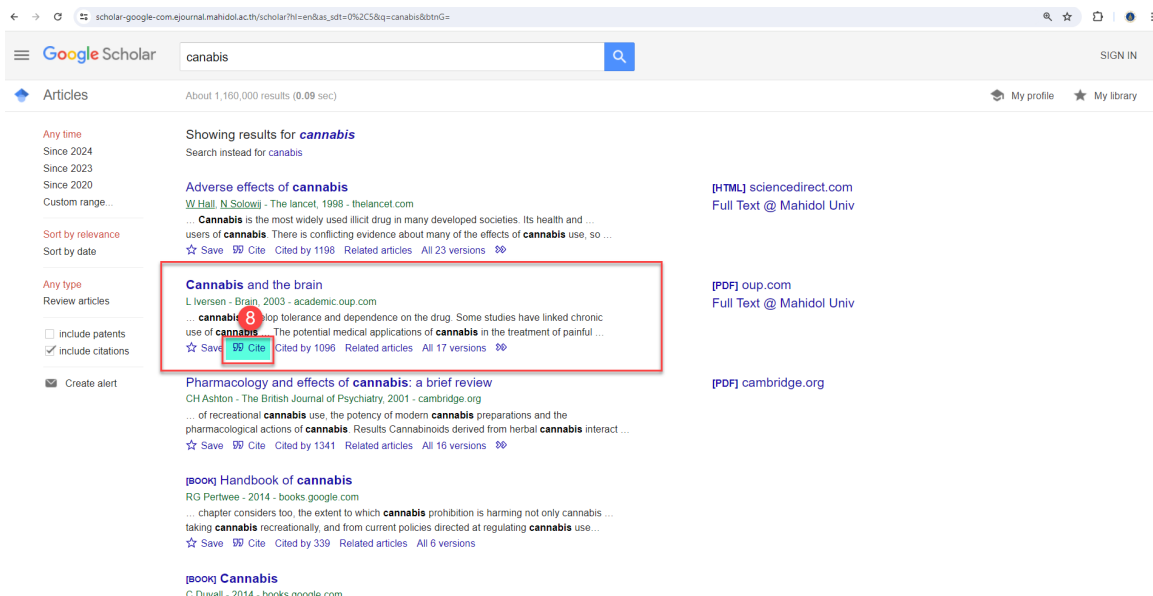 scholar-google-com.ejournal.mahidol.ac.th/scholar?hl=en&as_sdt=0%2C5&q=canabis&btnG=
Google Scholar
canabis
SIGN IN
Articles
About 1,160,000 results (0.09 sec)
My profile
My library
Any time
Since 2024
Since 2023
Since 2020
Custom range...
Sort by relevance
Sort by date
Any type
Review articles
include patents
include citations
Create alert
Showing results for cannabis
Search instead for canabis
Adverse effects of cannabis
W Hall, N Solowij - The lancet, 1998 - thelancet.com
... Cannabis is the most widely used illicit drug in many developed societies. Its health and ...
users of cannabis. There is conflicting evidence about many of the effects of cannabis use, so ...
Save Cite Cited by 1198 Related articles All 23 versions
[HTML] sciencedirect.com
Full Text @ Mahidol Univ
Cannabis and the brain
L Iversen - Brain, 2003 - academic.oup.com
... cannabis lop tolerance and dependence on the drug. Some studies have linked chronic
8
use of cannabis ... The potential medical applications of cannabis in the treatment of painful ...
Save Cite Cited by 1096 Related articles All 17 versions
[PDF] oup.com
Full Text @ Mahidol Univ
Pharmacology and effects of cannabis: a brief review
CH Ashton - The British Journal of Psychiatry, 2001 - cambridge.org
... of recreational cannabis use, the potency of modern cannabis preparations and the
pharmacological actions of cannabis. Results Cannabinoids derived from herbal cannabis interact ...
Save Cite Cited by 1341 Related articles All 16 versions
[PDF] cambridge.org
[BOOK] Handbook of cannabis
RG Pertwee - 2014 - books.google.com
... chapter considers too, the extent to which cannabis prohibition is harming not only cannabis ...
taking cannabis recreationally, and from current policies directed at regulating cannabis use...
Save Cite Cited by 339 Related articles All 6 versions
[BOOK] Cannabis
C Duvall - 2014 - books.google.com